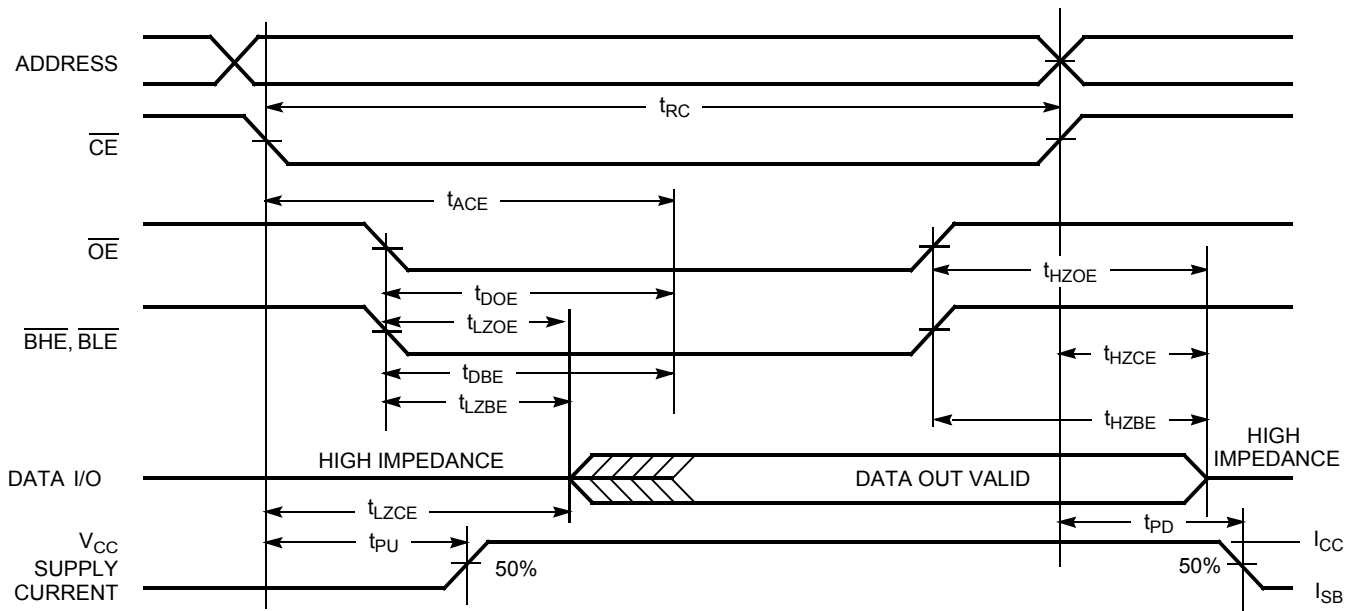 ADDRESS
tRC
CE
tACE
OE
tHZOE
tDOE
tLZOE
BHE, BLE
tHZCE
tDBE
tLZBE
tHZBE
HIGH IMPEDANCE
HIGH
IMPEDANCE
DATA I/O
DATA OUT VALID
tLZCE
tPD
VCC
SUPPLY
CURRENT
tPU
50%
50%
ICC
ISB